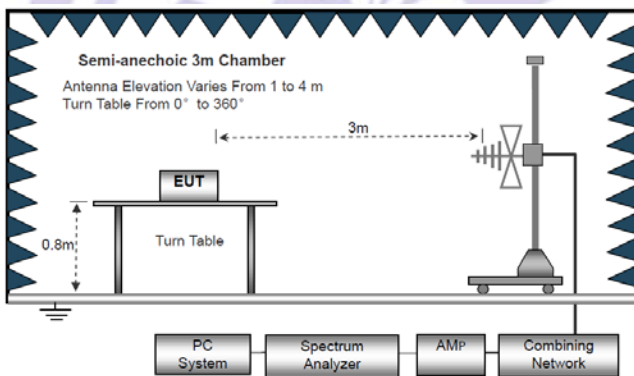 Semi-anechoic 3m Chamber
Antenna Elevation Varies From 1 to 4 m
Turn Table From 0° to 360°
3m
EUT
0.8m
Turn Table
PC
System
Spectrum
Analyzer
AMP
Combining
Network